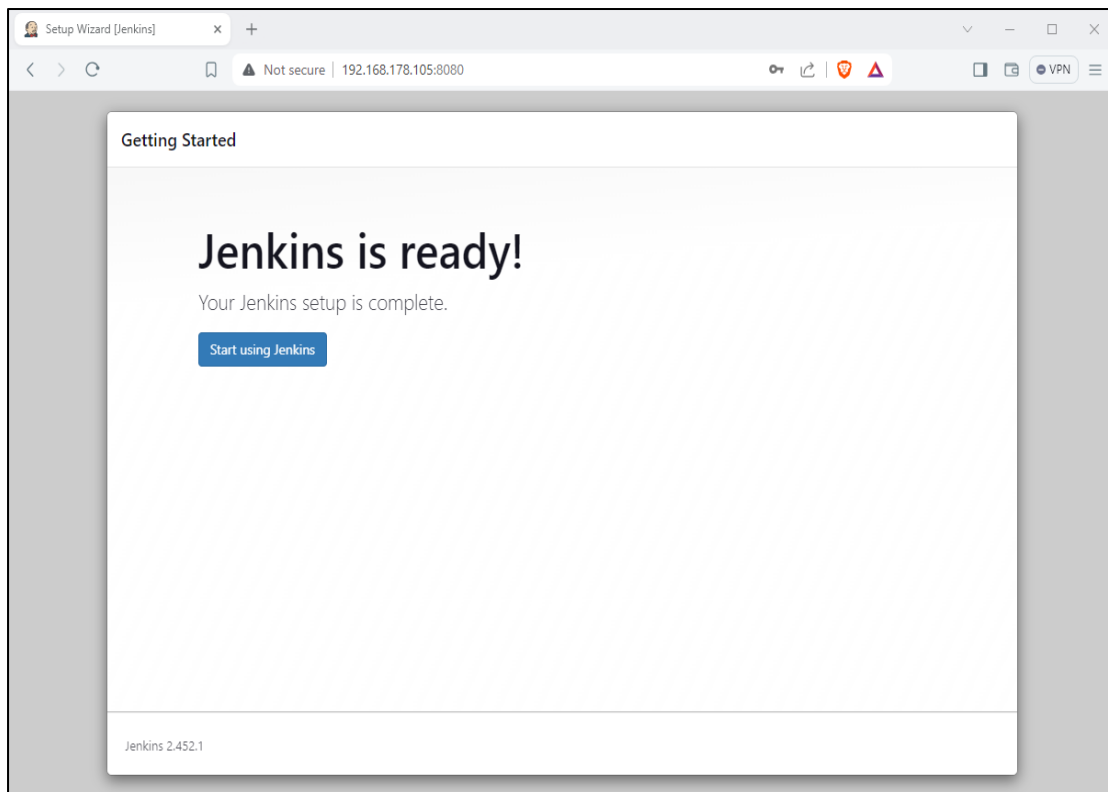 Setup Wizard [Jenkins]
Not secure 192.168.178.105:8080
VPN
Getting Started
Jenkins is ready!
Your Jenkins setup is complete.
Start using Jenkins
Jenkins 2.452.1